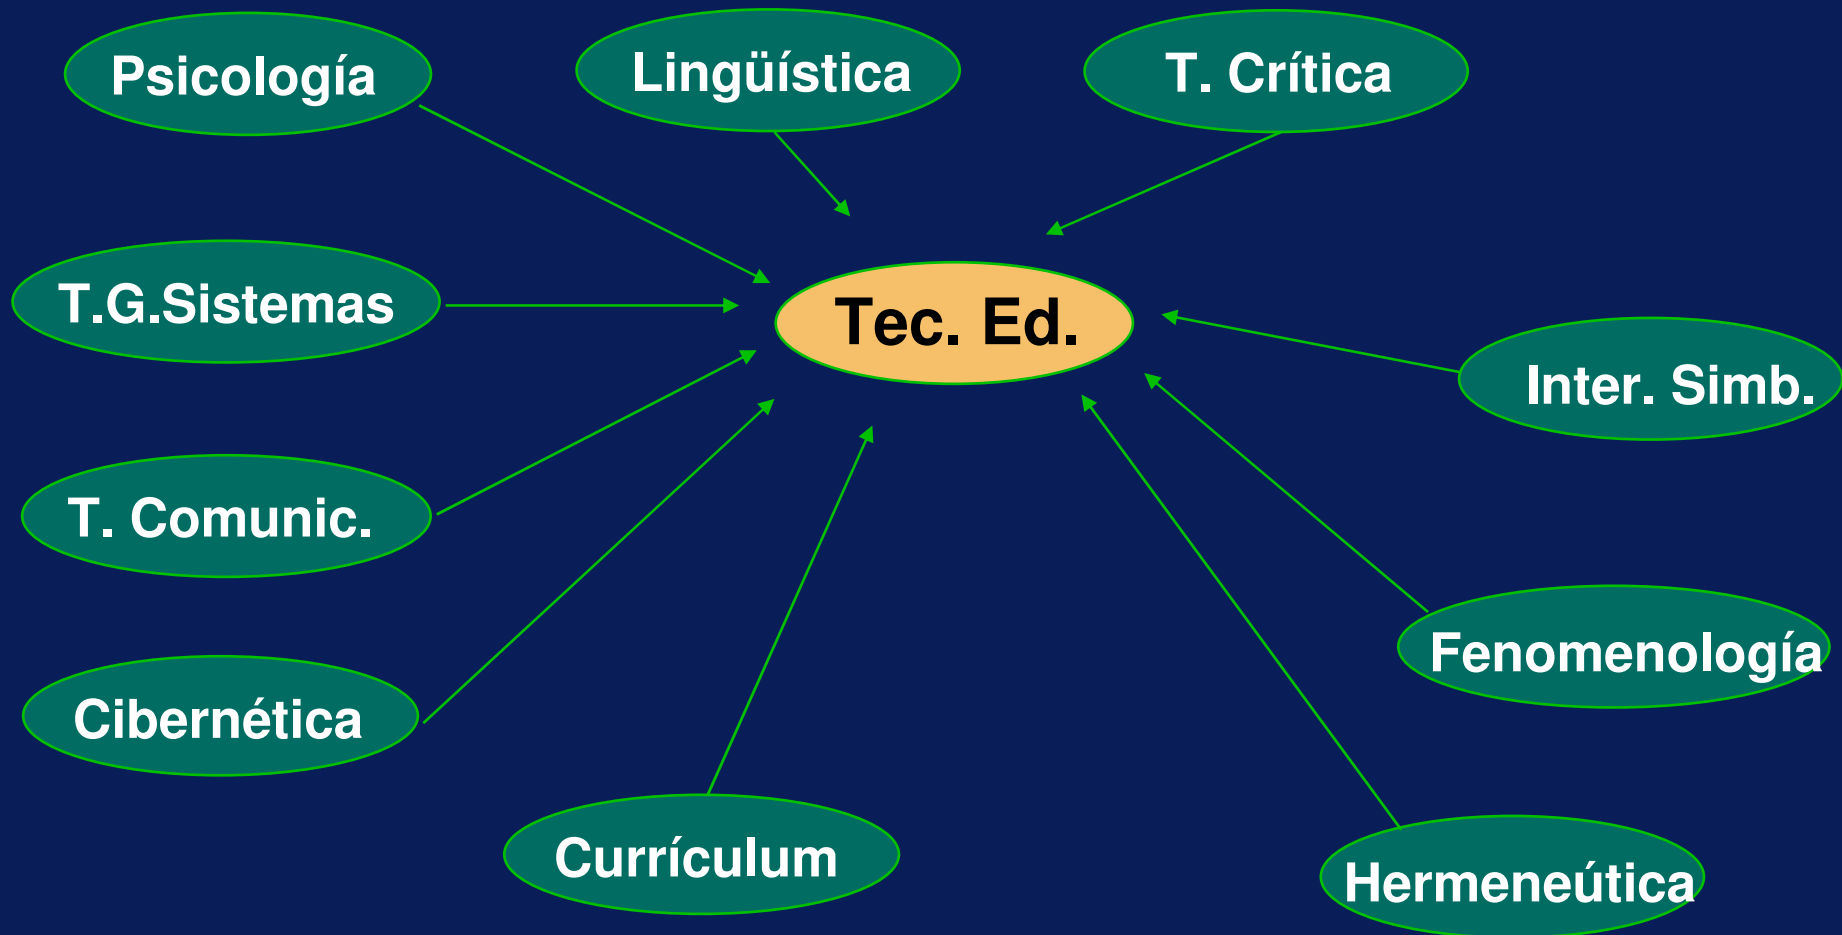 Psicología
Lingüística
T. Crítica
T.G.Sistemas
Tec. Ed.
Inter. Simb.
T. Comunic.
Fenomenología
Cibernética
Currículum
Hermeneútica